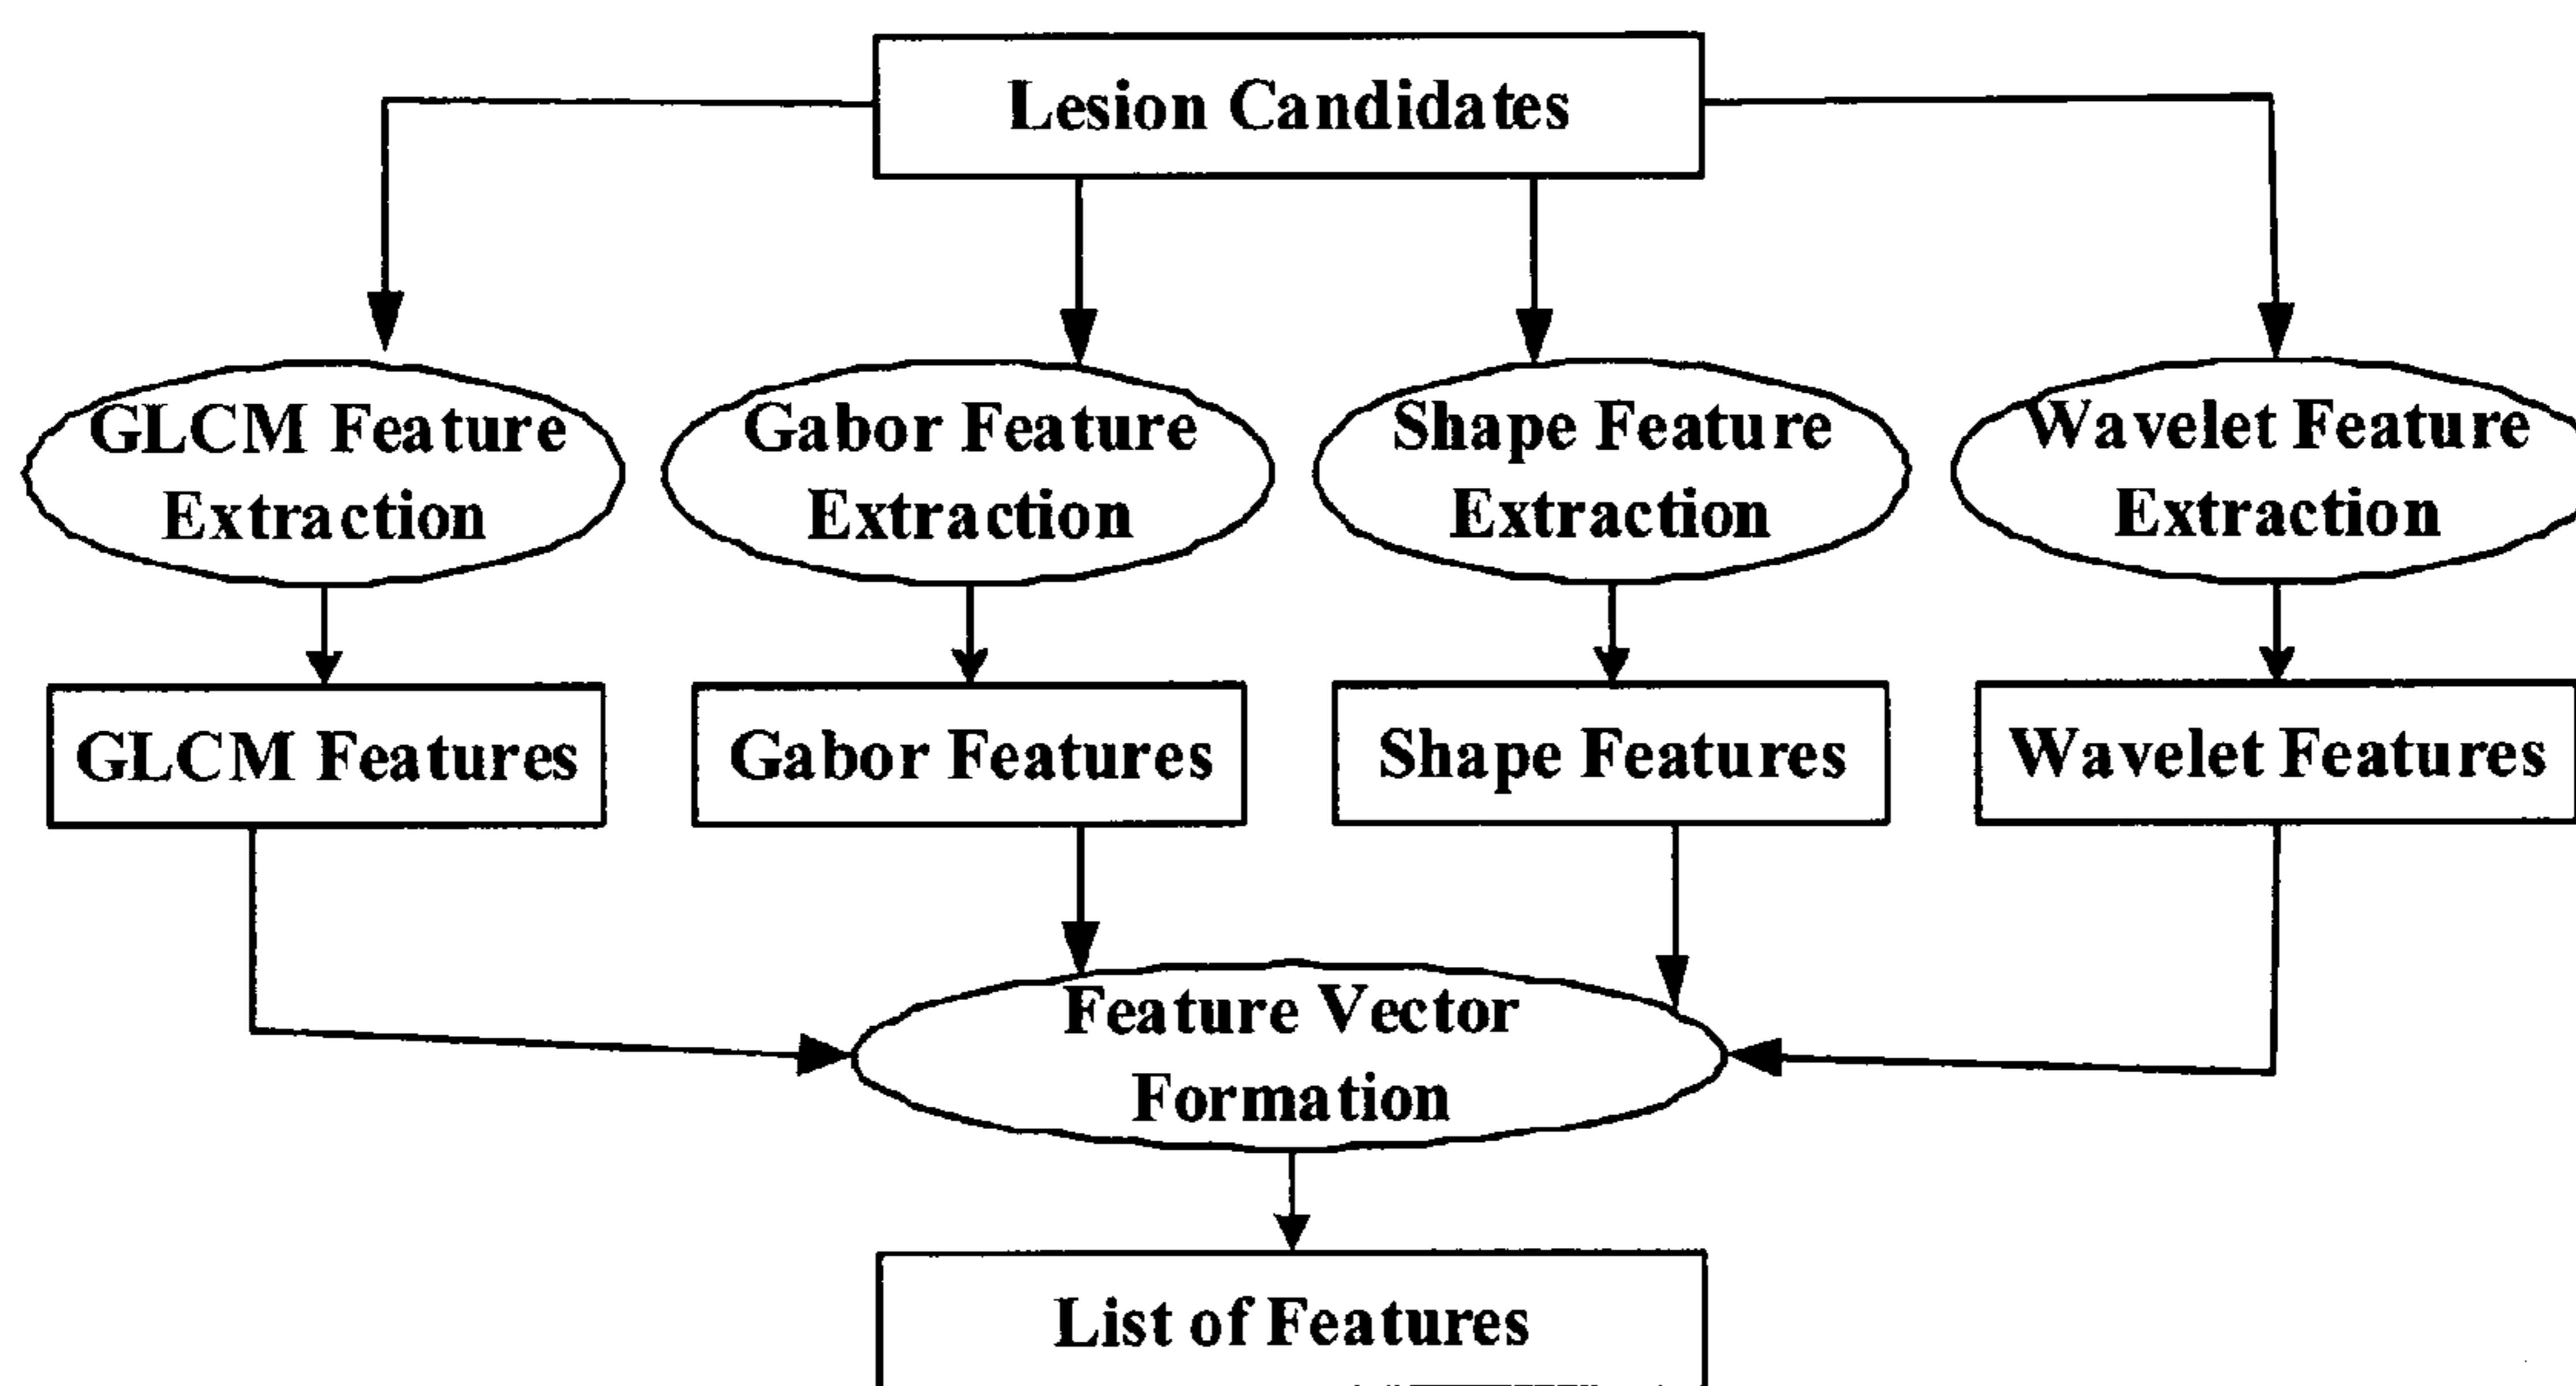 Lesion Candidates
GLCM Feature
Extraction
Gabor Feature
Extraction
Shape Feature
Extraction
Wavelet Feature
Extraction
GLCM Features
Gabor Features
Shape Features
Wavelet Features
Feature Vector
Formation
List of Features